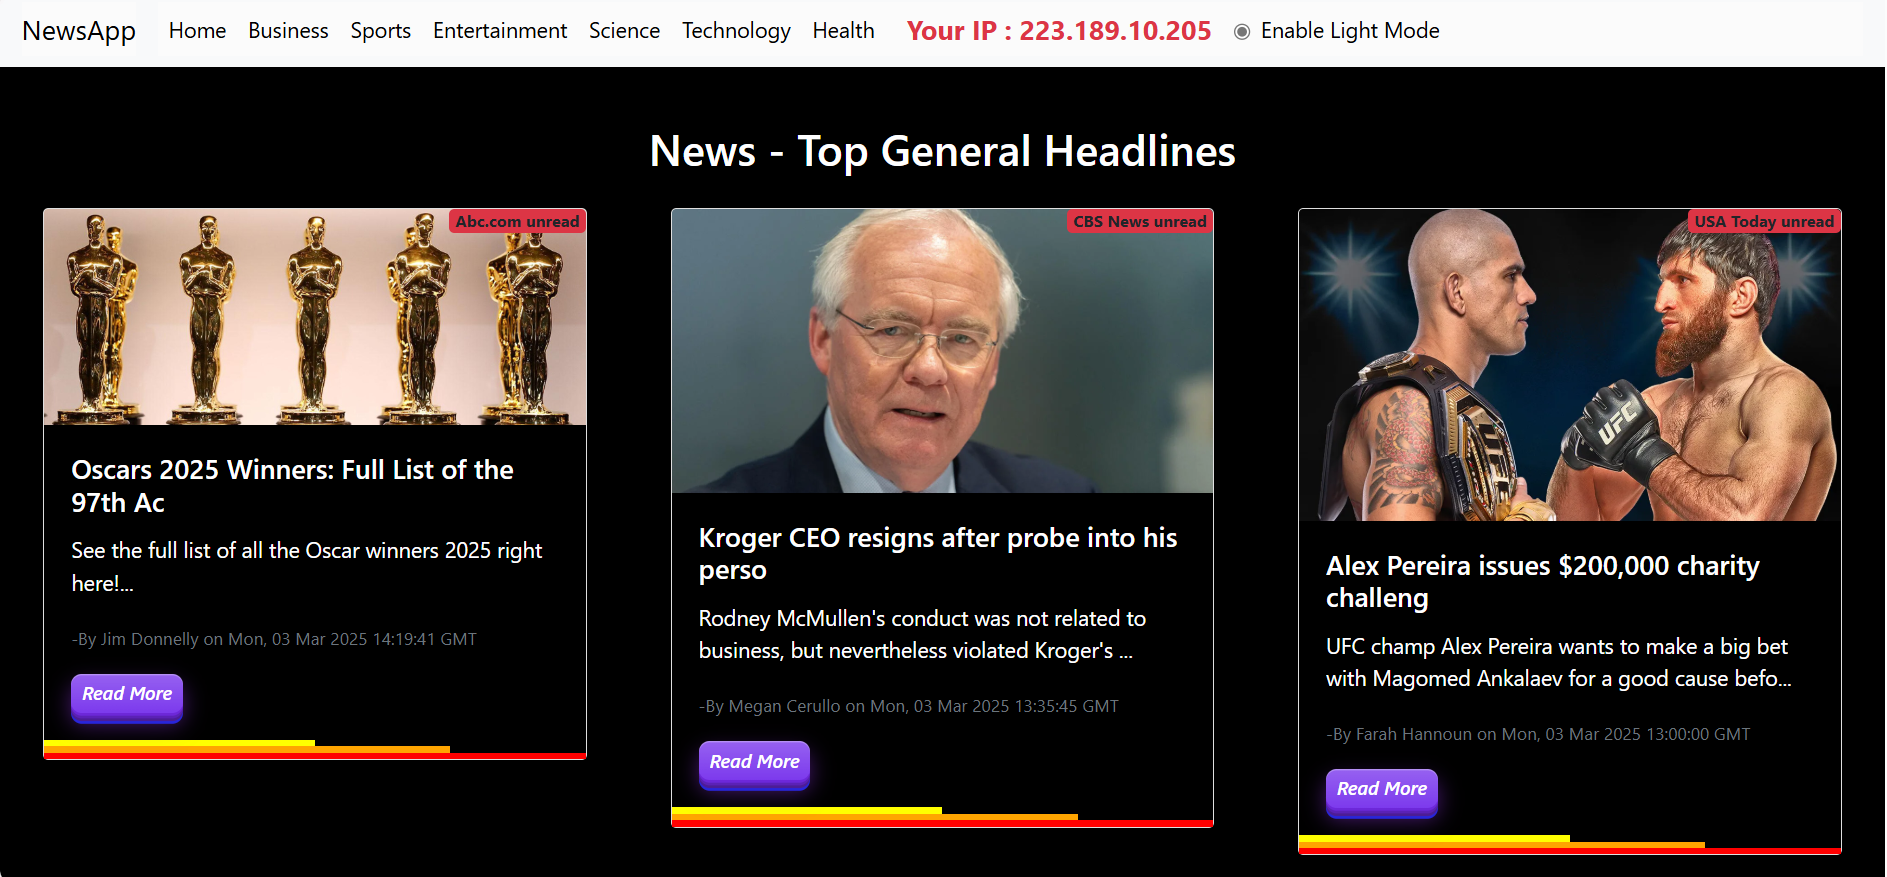 NewsApp Home Business Sports Entertainment Science Technology Health Your IP : 223.189.10.205 Enable Light Mode
News - Top General Headlines
Abc.com unread
Oscars 2025 Winners: Full List of the
97th Ac
See the full list of all the Oscar winners 2025 right
here!...
-By Jim Donnelly on Mon, 03 Mar 2025 14:19:41 GMT
Read More
CBS News unread
Kroger CEO resigns after probe into his
perso
Rodney McMullen's conduct was not related to
business, but nevertheless violated Kroger's ...
-By Megan Cerullo on Mon, 03 Mar 2025 13:35:45 GMT
Read More
USA Today unread
UFC
Alex Pereira issues $200,000 charity
challeng
UFC champ Alex Pereira wants to make a big bet
with Magomed Ankalaev for a good cause befo...
-By Farah Hannoun on Mon, 03 Mar 2025 13:00:00 GMT
Read More